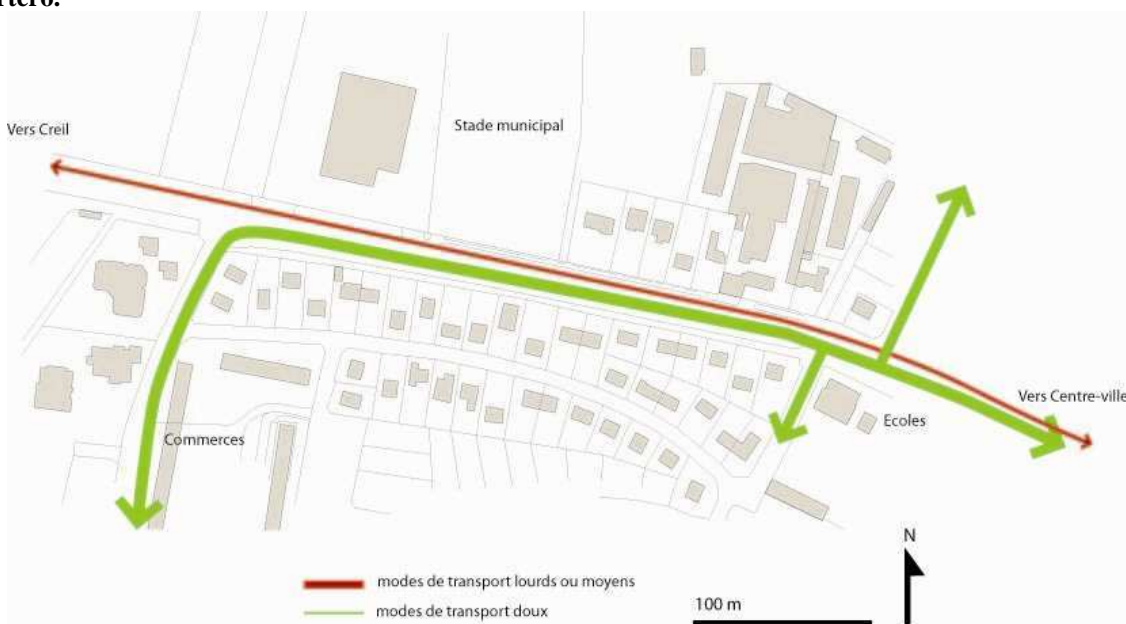 Vers Creil
Stade municipal
Vers Centre-ville
Ecoles
Commerces
N
modes de transport lourds ou moyens
100 m
modes de transport doux